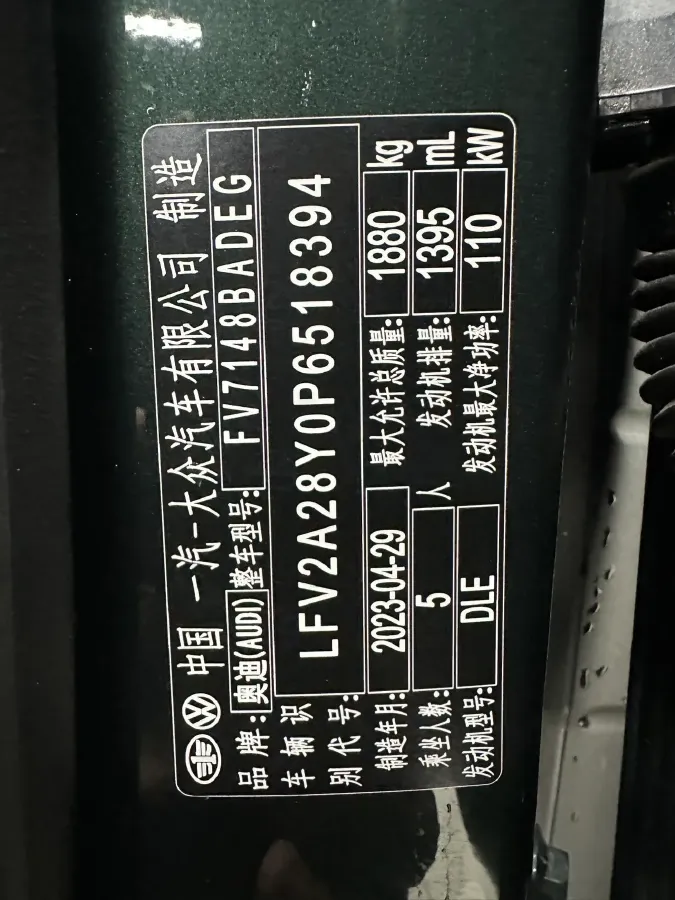 中国 一汽-大众汽车有限公司 制造
品牌:奥迪(AUDI) 整车型号:FV7148BADEG
车辆识别代号:LFV2A28Y0P6518394
制造年月:2023-04-29 最大允许总质量:1880 kg
乘坐人数:5 人 发动机排量:1395 mL
发动机型号:DLE 发动机最大净功率:110 kW